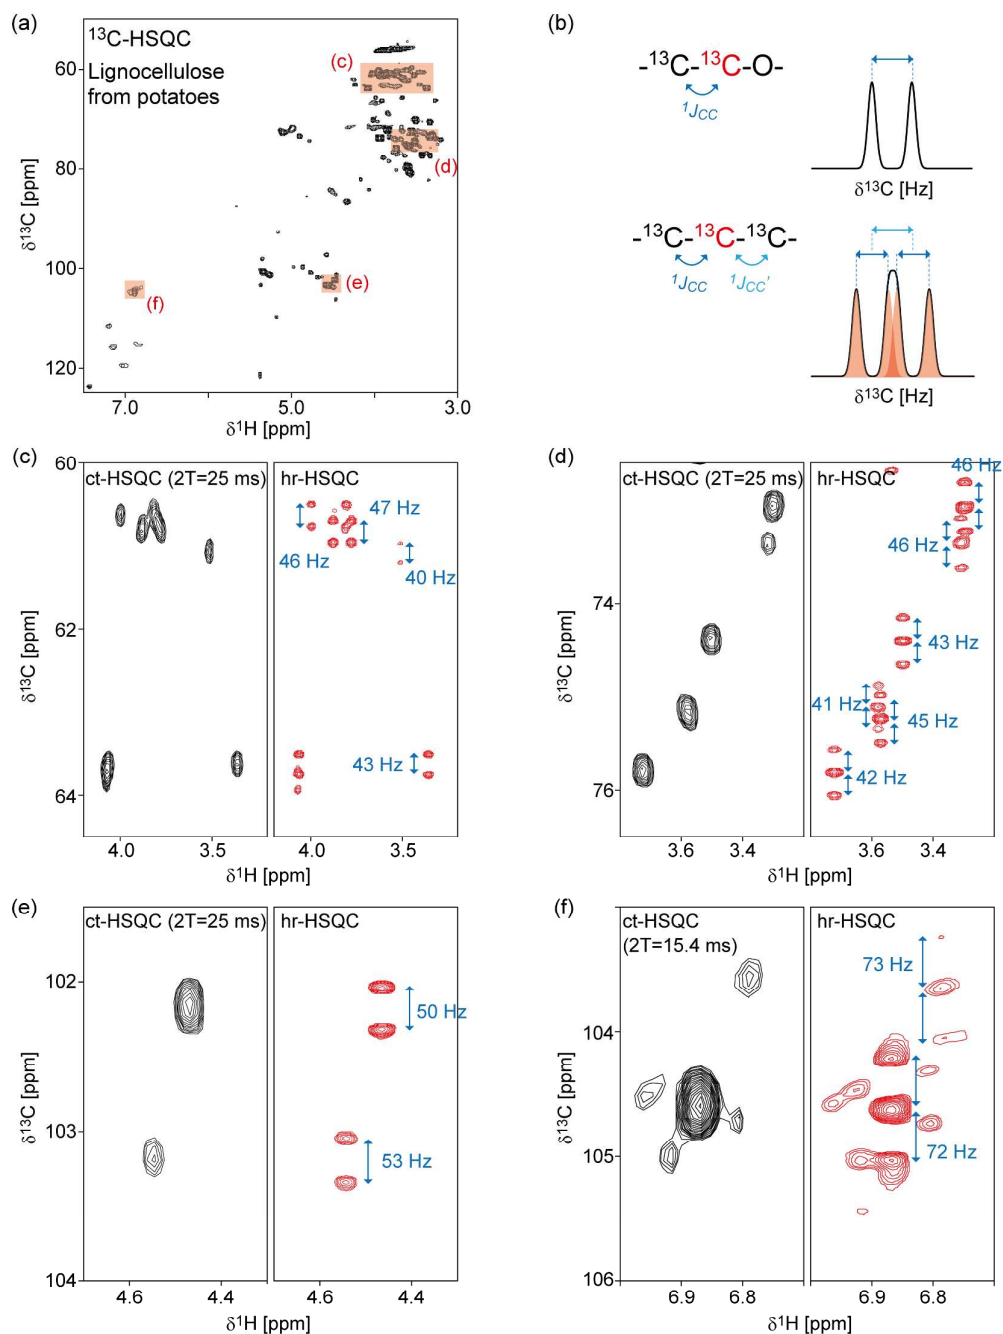 (a)
13C-HSQC
Lignocellulose
from potatoes
(c)
(d)
(e)
(f)
60
80
100
120
δ13C [ppm]
7.0
5.0
3.0
δ1H [ppm]
(b)
-13C-13C-O-
1JCC
δ13C [Hz]
-13C-13C-13C-
1JCC
1JCC'
δ13C [Hz]
(c)
ct-HSQC (2T=25 ms)
hr-HSQC
47 Hz
46 Hz
40 Hz
43 Hz
60
62
64
δ13C [ppm]
4.0
3.5
4.0
3.5
δ1H [ppm]
(d)
ct-HSQC (2T=25 ms)
hr-HSQC
46 Hz
46 Hz
43 Hz
41 Hz
45 Hz
42 Hz
74
76
δ13C [ppm]
3.6
3.4
3.6
3.4
δ1H [ppm]
(e)
ct-HSQC (2T=25 ms)
hr-HSQC
50 Hz
53 Hz
102
103
104
δ13C [ppm]
4.6
4.4
4.6
4.4
δ1H [ppm]
(f)
ct-HSQC
(2T=15.4 ms)
hr-HSQC
73 Hz
72 Hz
104
105
106
δ13C [ppm]
6.9
6.8
6.9
6.8
δ1H [ppm]